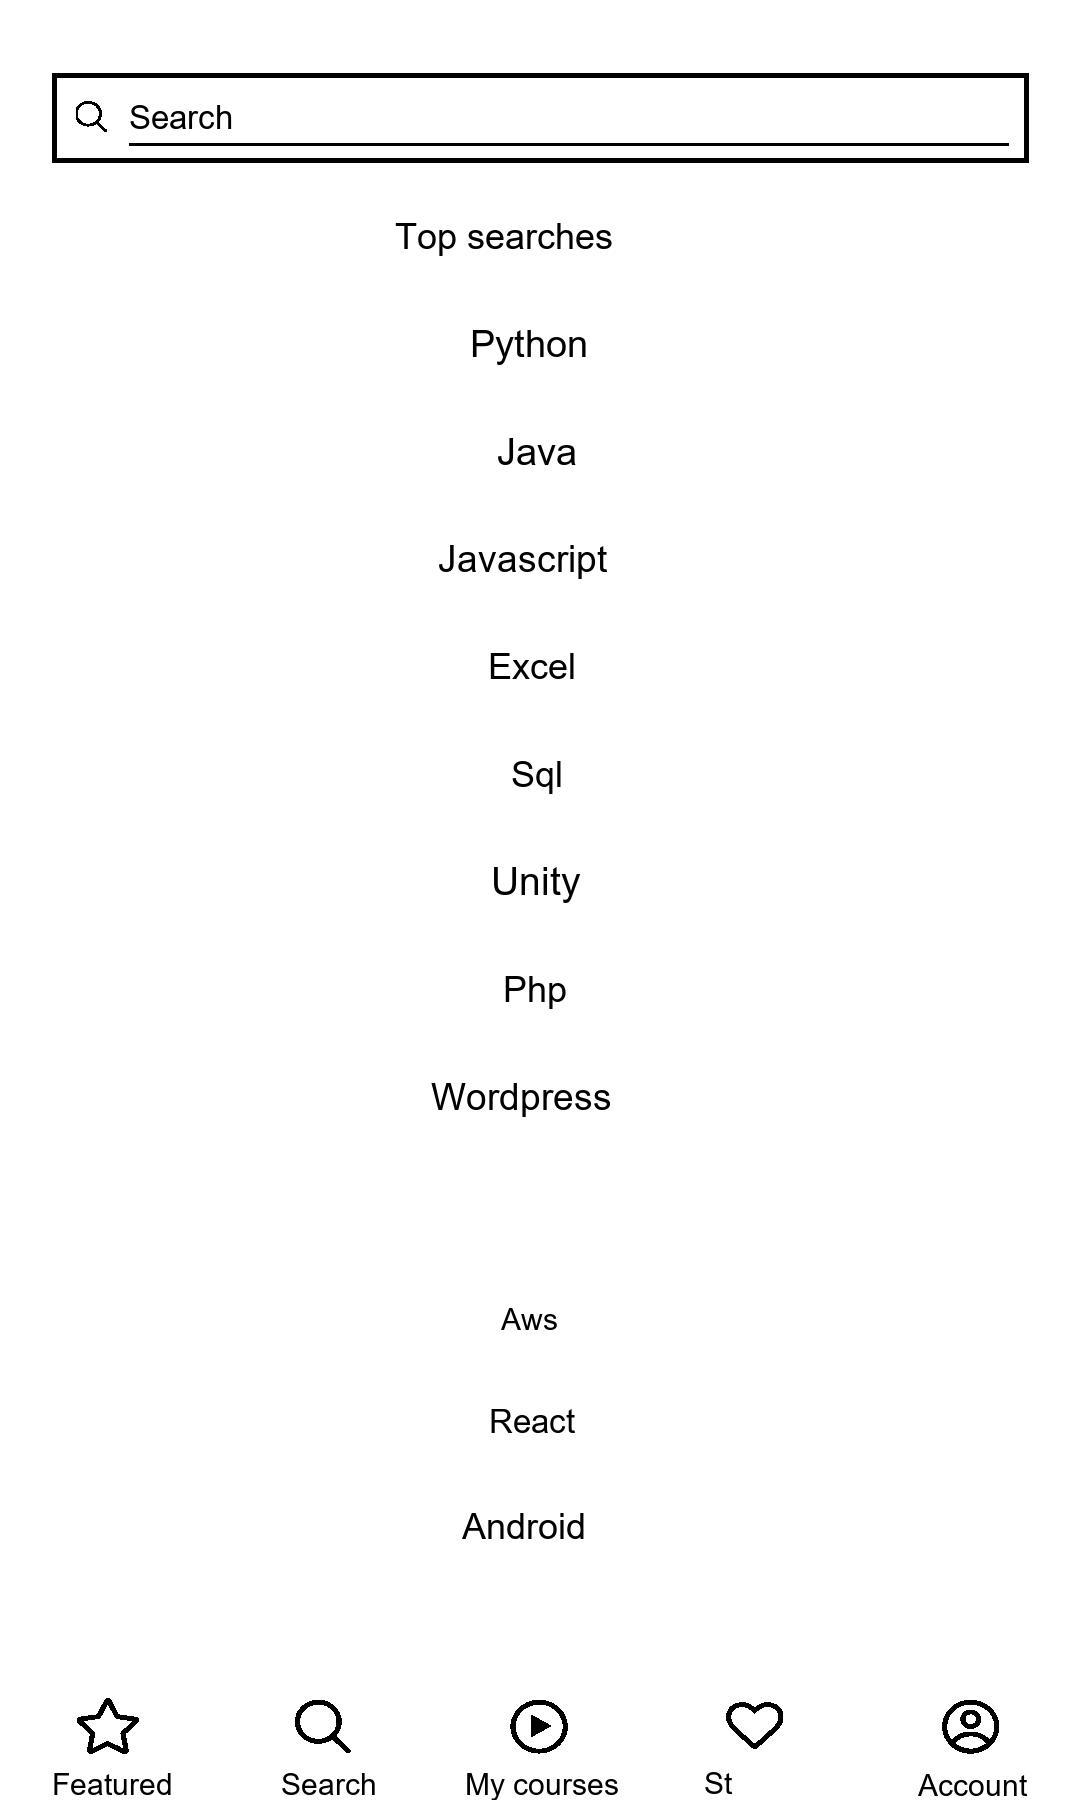 Search
Top searches
Python
Java
Javascript
Excel
Sql
Unity
Php
Wordpress
Aws
React
Android
Featured Search My courses St Account